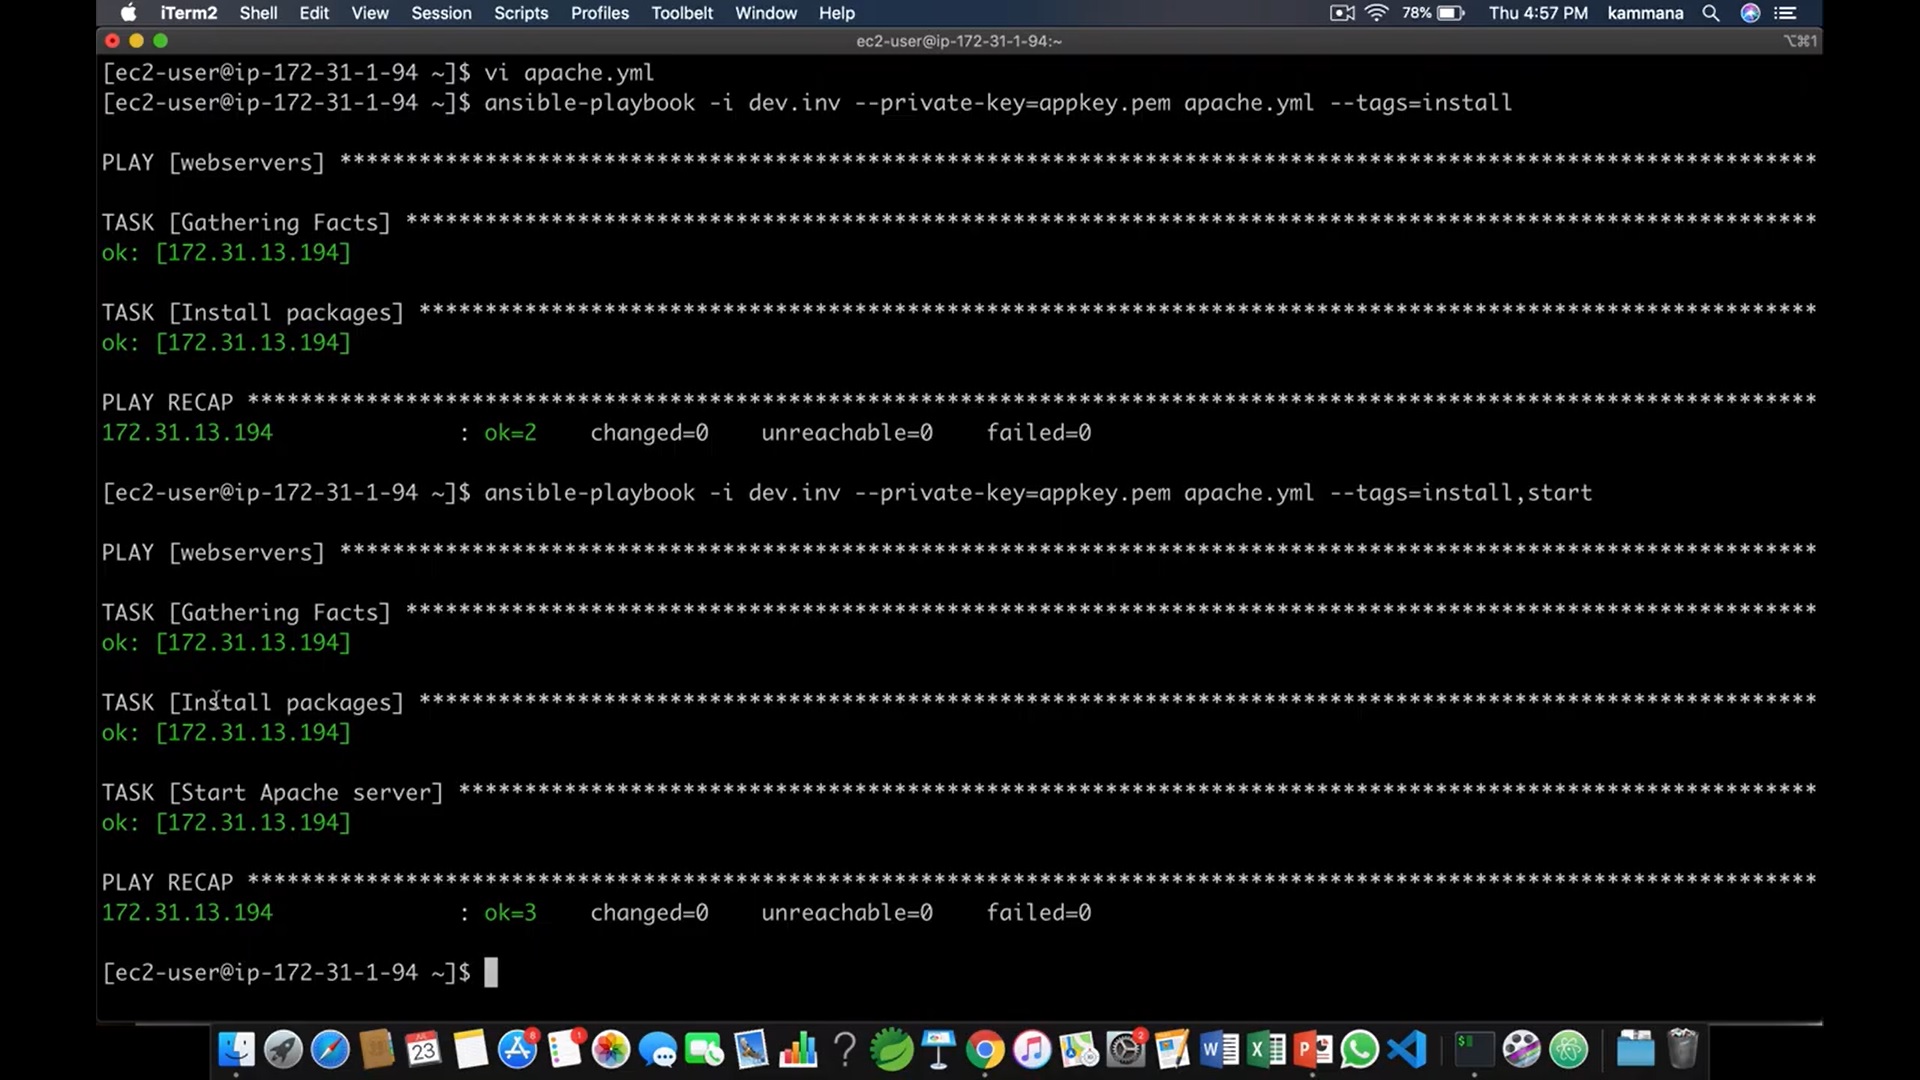 iTerm2 Shell Edit View Session Scripts Profiles Toolbelt Window Help 78% Thu 4:57 PM kammana
ec2-user@ip-172-31-1-94:~ ⌥⌘1
[ec2-user@ip-172-31-1-94 ~]$ vi apache.yml
[ec2-user@ip-172-31-1-94 ~]$ ansible-playbook -i dev.inv --private-key=appkey.pem apache.yml --tags=install
PLAY [webservers] ****************************************************************************************************************
TASK [Gathering Facts] ***********************************************************************************************************
ok: [172.31.13.194]
TASK [Install packages] **********************************************************************************************************
ok: [172.31.13.194]
PLAY RECAP ***********************************************************************************************************************
172.31.13.194 : ok=2 changed=0 unreachable=0 failed=0
[ec2-user@ip-172-31-1-94 ~]$ ansible-playbook -i dev.inv --private-key=appkey.pem apache.yml --tags=install,start
PLAY [webservers] ****************************************************************************************************************
TASK [Gathering Facts] ***********************************************************************************************************
ok: [172.31.13.194]
TASK [Install packages] **********************************************************************************************************
ok: [172.31.13.194]
TASK [Start Apache server] *******************************************************************************************************
ok: [172.31.13.194]
PLAY RECAP ***********************************************************************************************************************
172.31.13.194 : ok=3 changed=0 unreachable=0 failed=0
[ec2-user@ip-172-31-1-94 ~]$